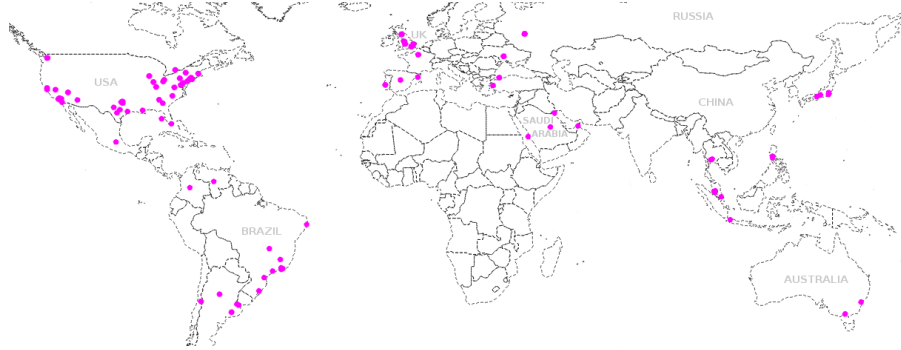 RUSSIA
UK
USA
CHINA
SAUDI
ARABIA
BRAZIL
AUSTRALIA